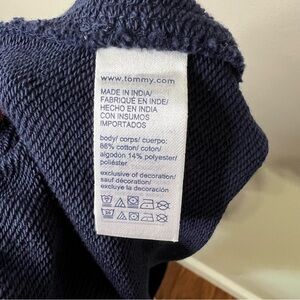 www.tommy.com
MADE IN INDIA/
FABRIQUÉ EN INDE/
HECHO EN INDIA
CON INSUMOS
IMPORTADOS
body/ corps/ cuerpo:
86% cotton/ coton/
algodón 14% polyester/
poliéster
exclusive of decoration/
sauf décoration/
excluye la decoración